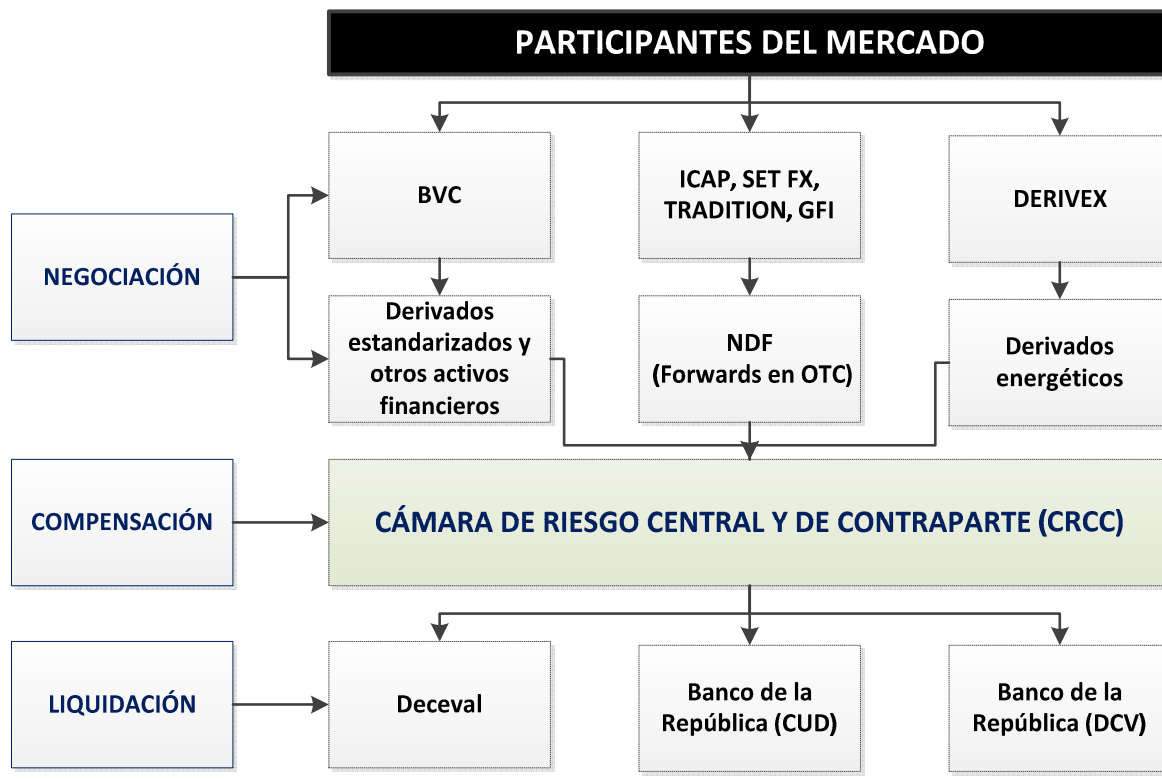 PARTICIPANTES DEL MERCADO
BVC
ICAP, SET FX,
TRADITION, GFI
DERIVEX
NEGOCIACIÓN
Derivados
estandarizados y
otros activos
financieros
NDF
(Forwards en OTC)
Derivados
energéticos
COMPENSACIÓN
CÁMARA DE RIESGO CENTRAL Y DE CONTRAPARTE (CRCC)
LIQUIDACIÓN
Deceval
Banco de la
República (CUD)
Banco de la
República (DCV)